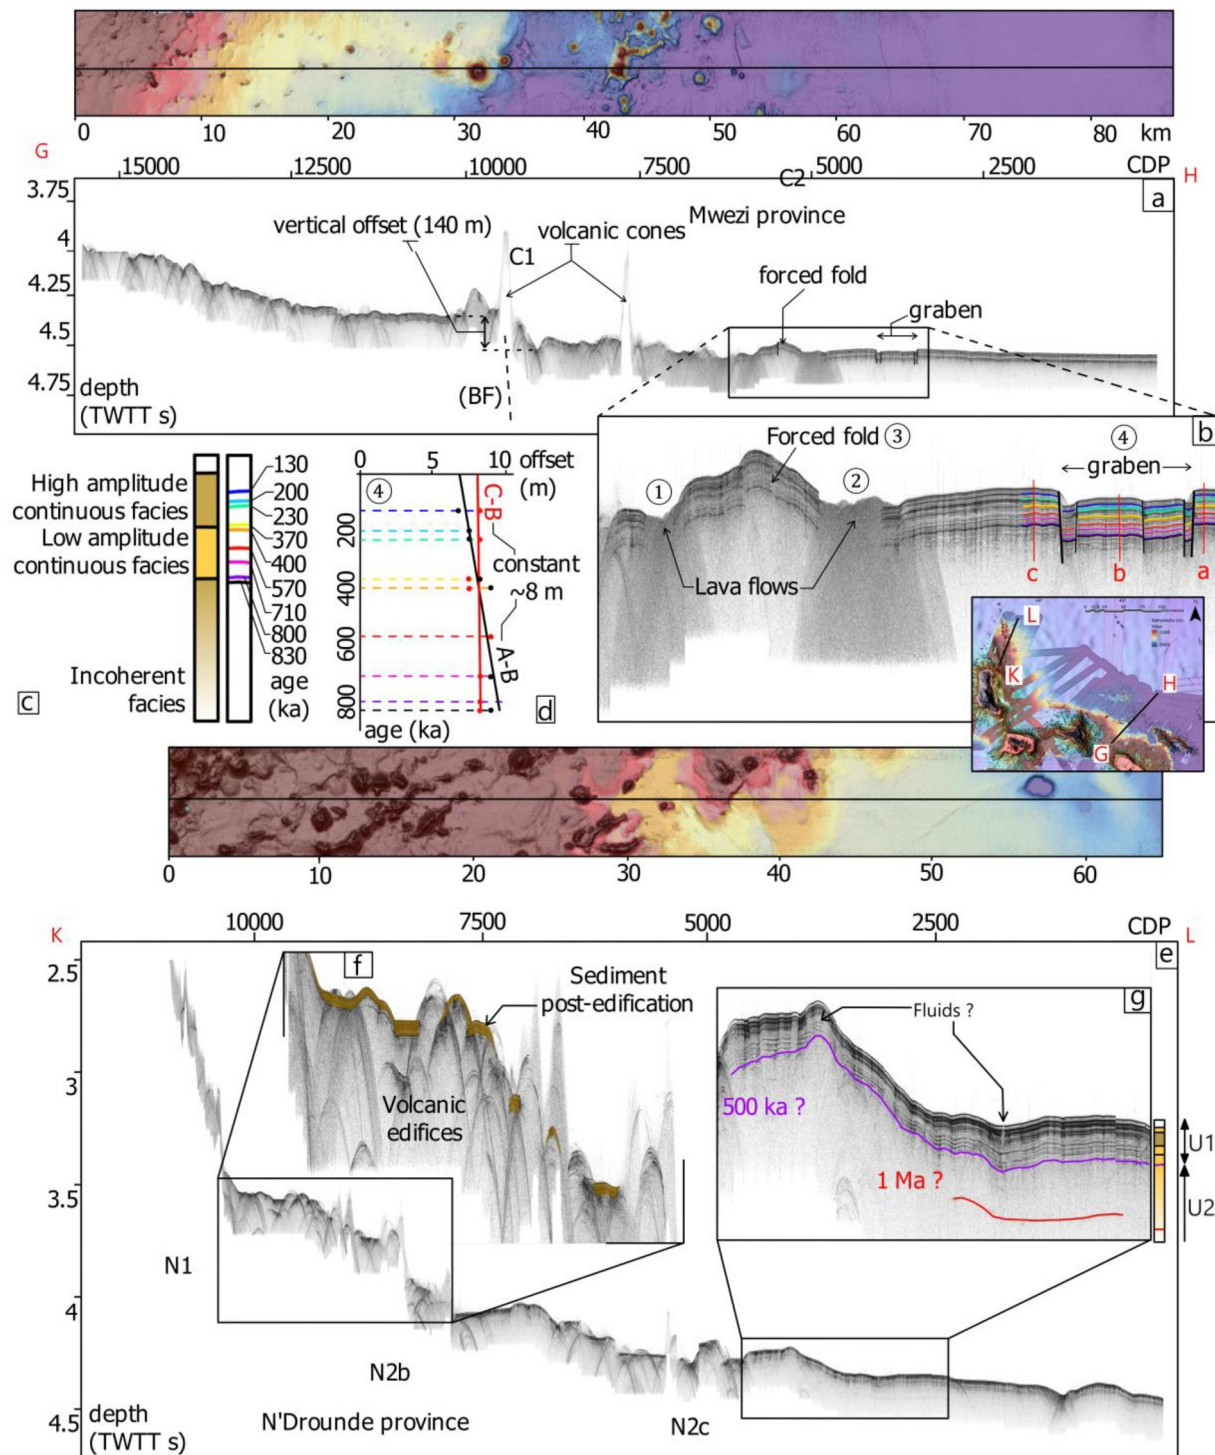 0 10 20 30 40 50 60 70 80 km
G
15000 12500 10000 7500 5000 2500 CDP
H
C2
3.75
4
4.25
4.5
4.75
depth
(TWTT s)
a
Mwezi province
vertical offset (140 m)
volcanic cones
C1
forced fold
graben
(BF)
b
Forced fold ③
④
graben
①
②
Lava flows
c
b
a
High amplitude
continuous facies
Low amplitude
continuous facies
Incoherent
facies
130
200
230
370
400
570
710
800
830
age
(ka)
c
0 5 10 offset
(m)
④
C-B
constant
~8 m
A-B
200
400
600
800
age (ka)
d
L
K
H
G
0 10 20 30 40 50 60
K
10000 7500 5000 2500 CDP
L
e
2.5
3
3.5
4
4.5
depth
(TWTT s)
f
Sediment
post-edification
Volcanic
edifices
g
Fluids ?
500 ka ?
1 Ma ?
U1
U2
N1
N2b
N'Drounde province
N2c